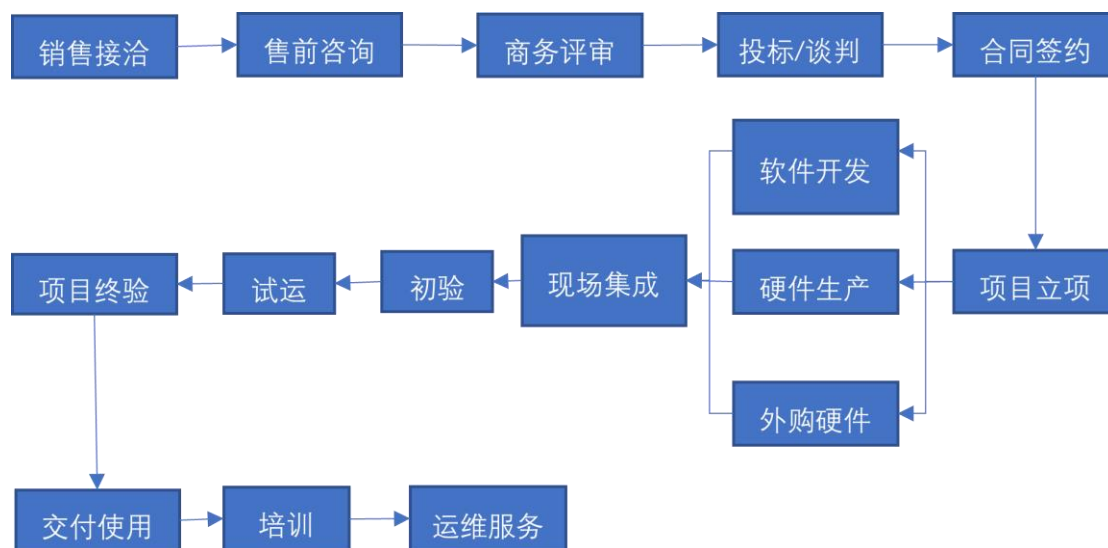 销售接洽
售前咨询
商务评审
投标/谈判
合同签约
软件开发
项目终验
试运
初验
现场集成
硬件生产
项目立项
外购硬件
交付使用
培训
运维服务